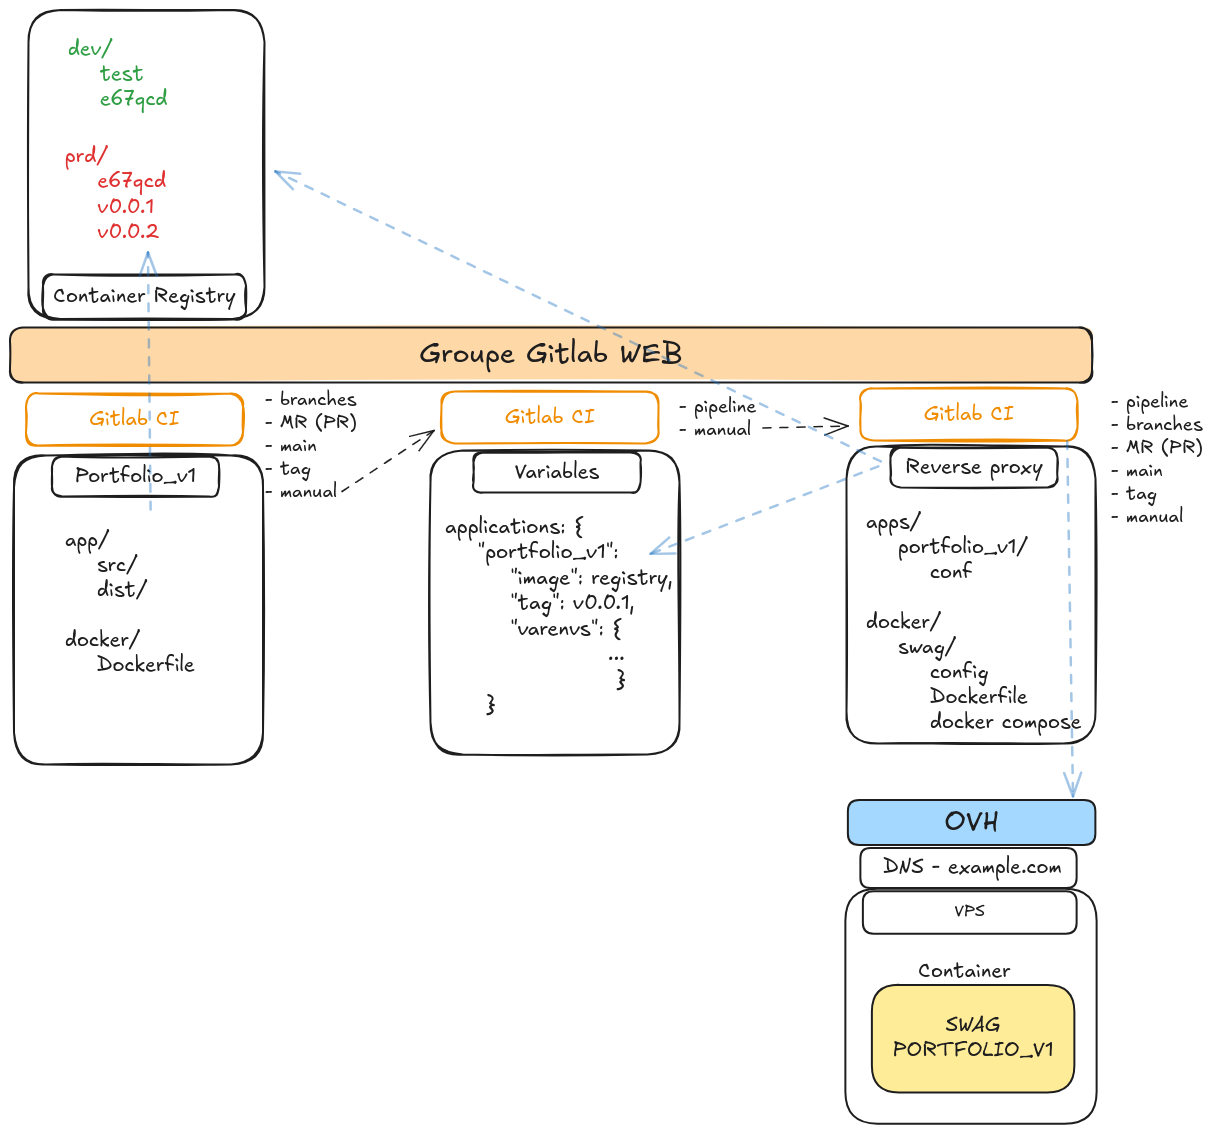 dev/
test
e67qcd
prd/
e67qcd
v0.0.1
v0.0.2
Container Registry
Groupe Gitlab WEB
Gitlab CI
- branches
- MR (PR)
- main
- tag
- manual
Portfolio_v1
app/
src/
dist/
docker/
Dockerfile
Gitlab CI
- pipeline
- manual
Variables
applications: {
"portfolio_v1":
"image": registry,
"tag": v0.0.1,
"varenvs": {
...
}
}
Gitlab CI
- pipeline
- branches
- MR (PR)
- main
- tag
- manual
Reverse proxy
apps/
portfolio_v1/
conf
docker/
swag/
config
Dockerfile
docker compose
OVH
DNS - example.com
VPS
Container
SWAG
PORTFOLIO_V1